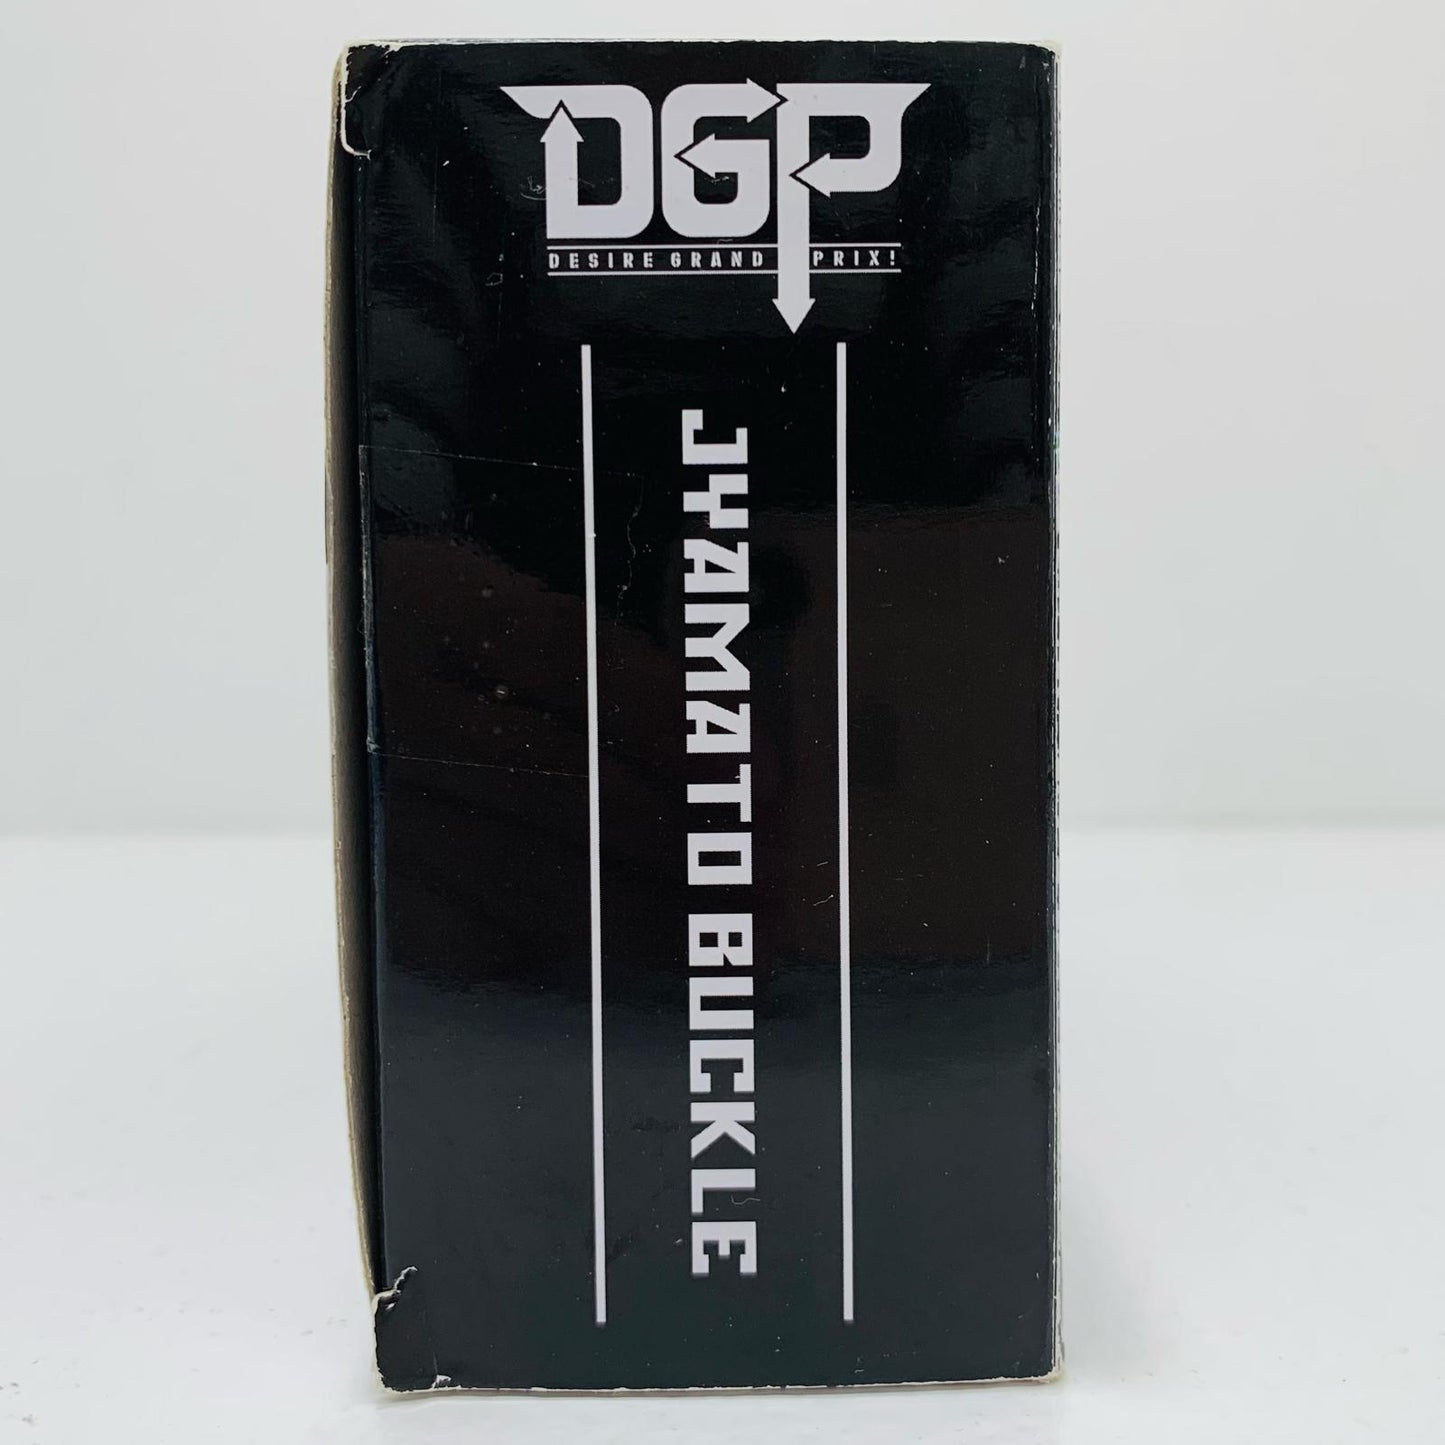 DGP
DESIRE GRAND PRIX!
JYAMATO BUCKLE